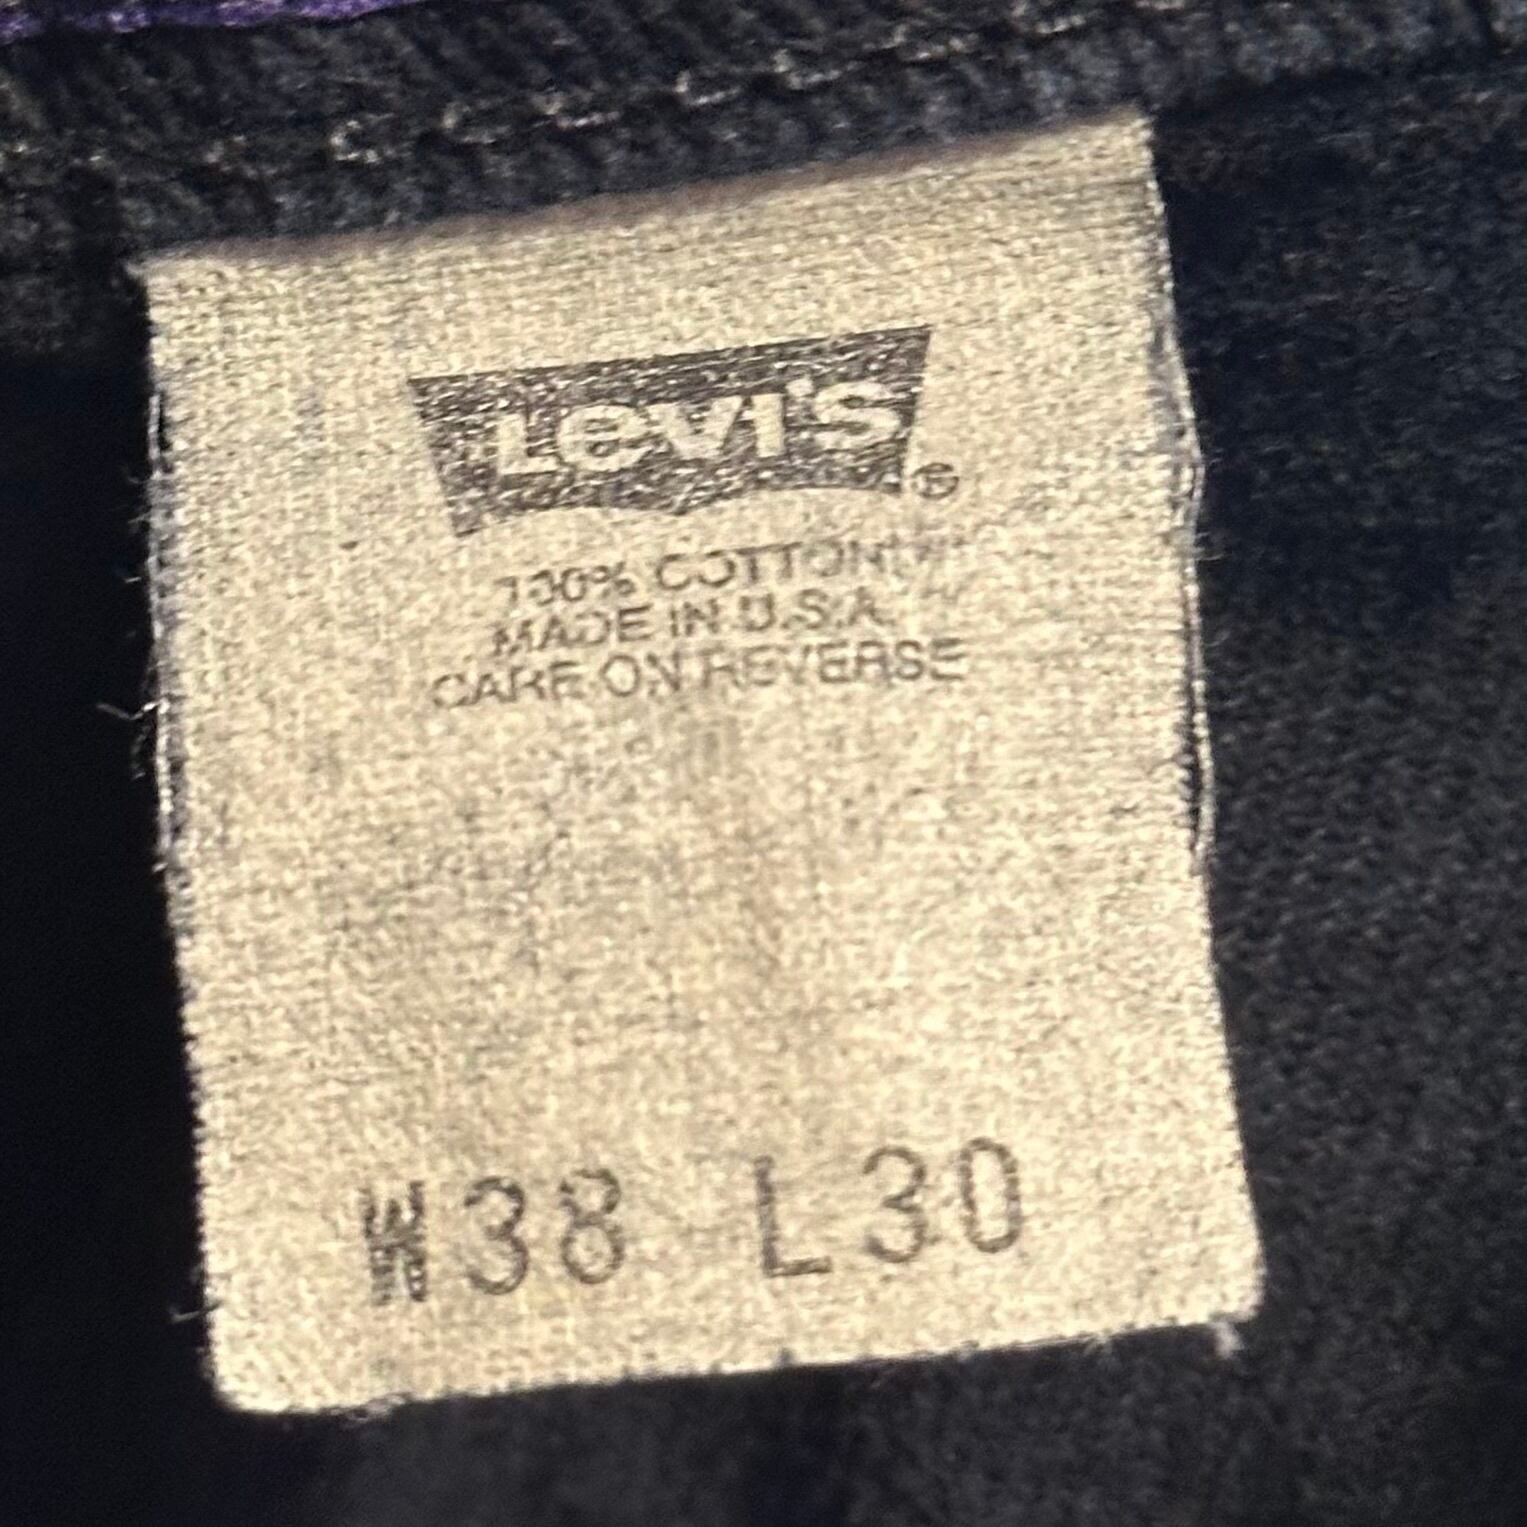 Levi's®
100% COTTON
MADE IN U.S.A.
CARE ON REVERSE
W38 L30